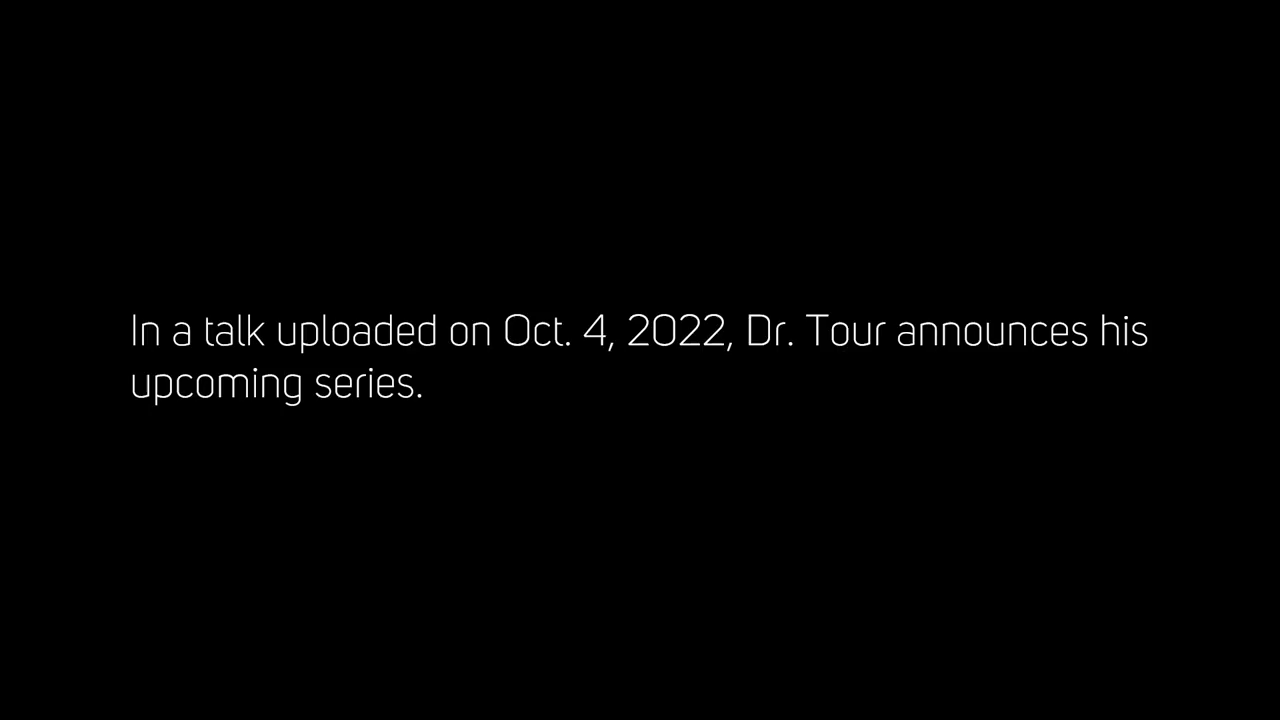 In a talk uploaded on Oct. 4, 2022, Dr. Tour announces his
upcoming series.